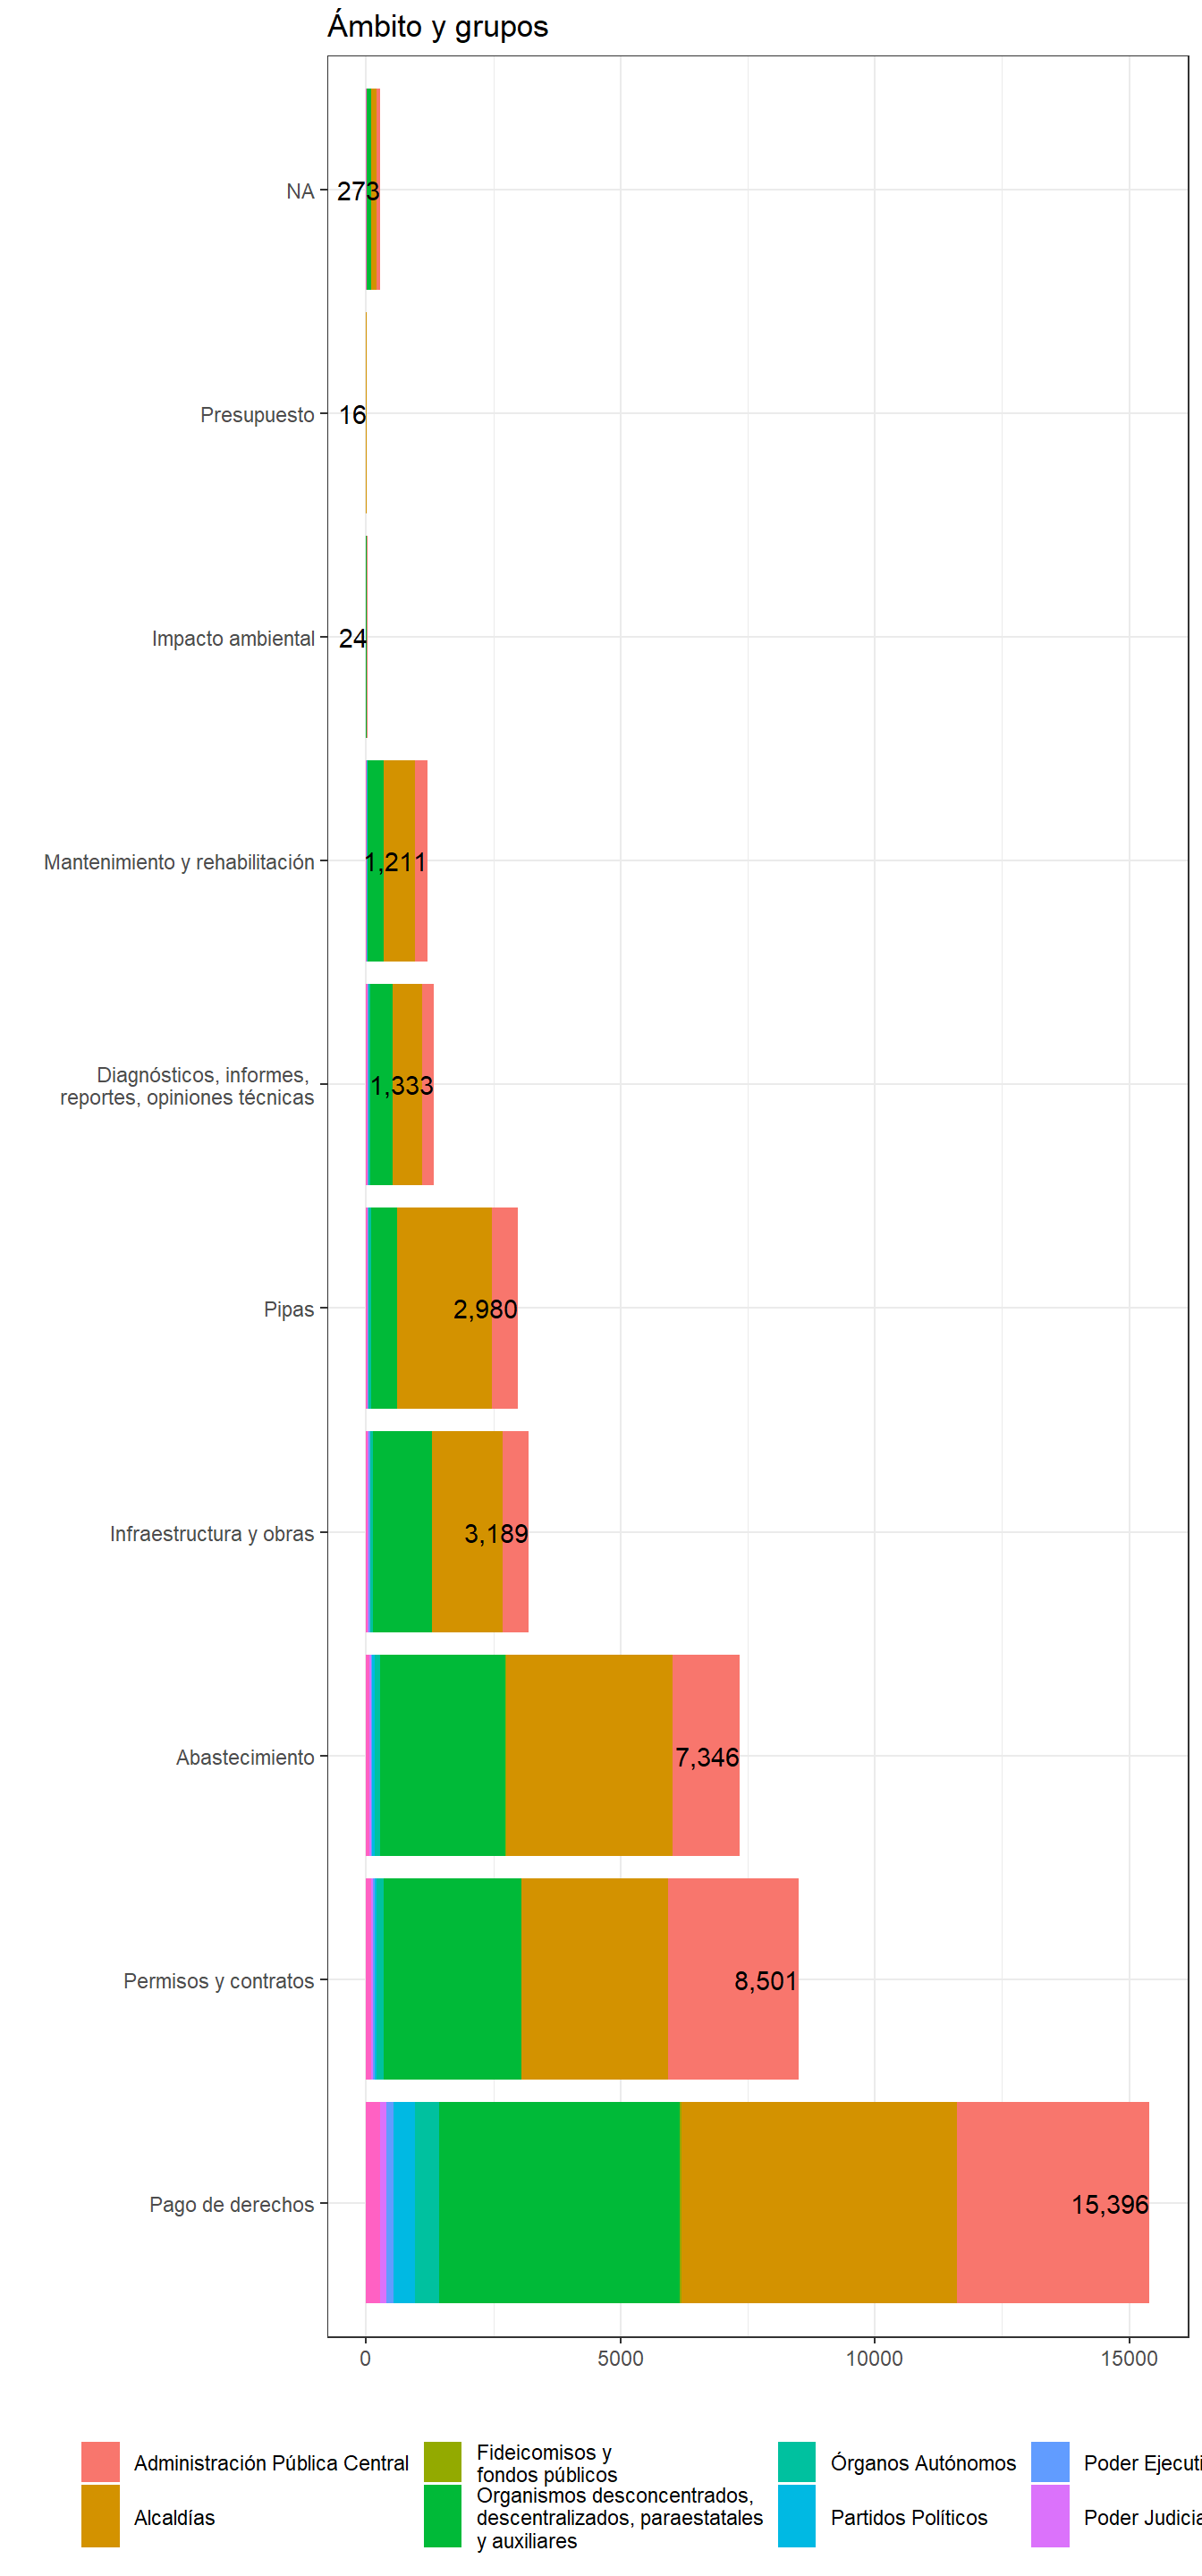 Ámbito y grupos
NA
273
Presupuesto
16
Impacto ambiental
24
Mantenimiento y rehabilitación
1,211
Diagnósticos, informes,
reportes, opiniones técnicas
1,333
Pipas
2,980
Infraestructura y obras
3,189
Abastecimiento
7,346
Permisos y contratos
8,501
Pago de derechos
15,396
0 5000 10000 15000
Administración Pública Central
Alcaldías
Fideicomisos y
fondos públicos
Organismos desconcentrados,
descentralizados, paraestatales
y auxiliares
Órganos Autónomos
Partidos Políticos
Poder Ejecuti
Poder Judicia